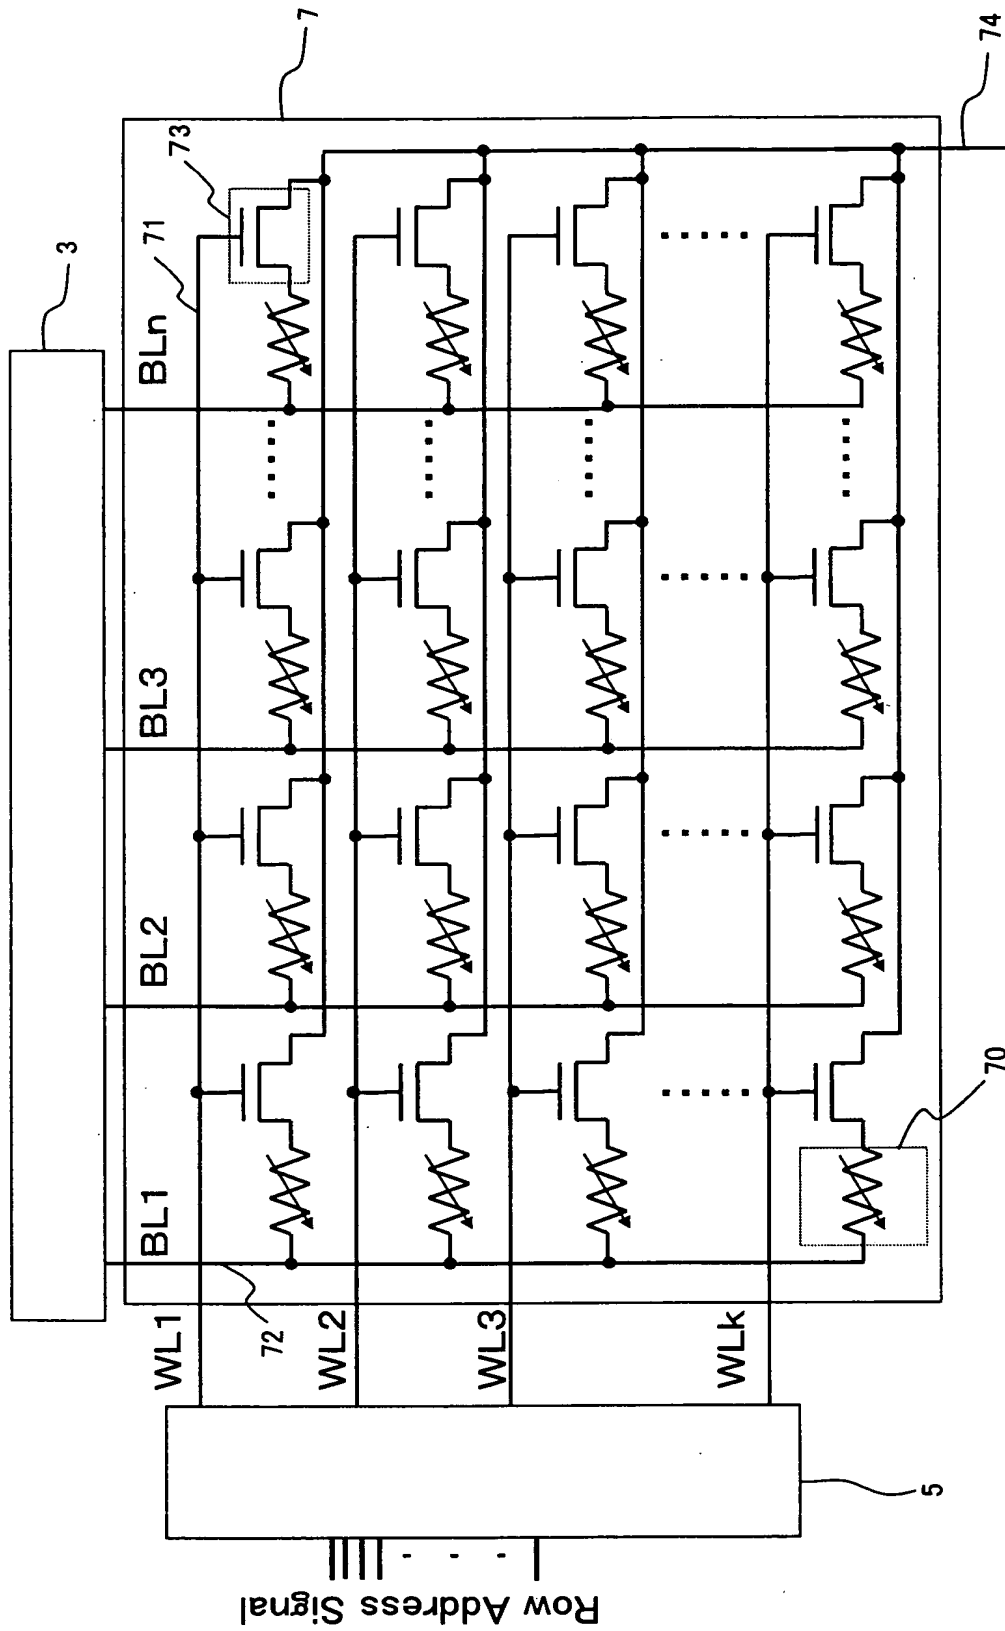 3
7
BL1
BL2
BL3
BLn
71
73
72
WL1
WL2
WL3
WLk
70
74
5
Row Address Signal